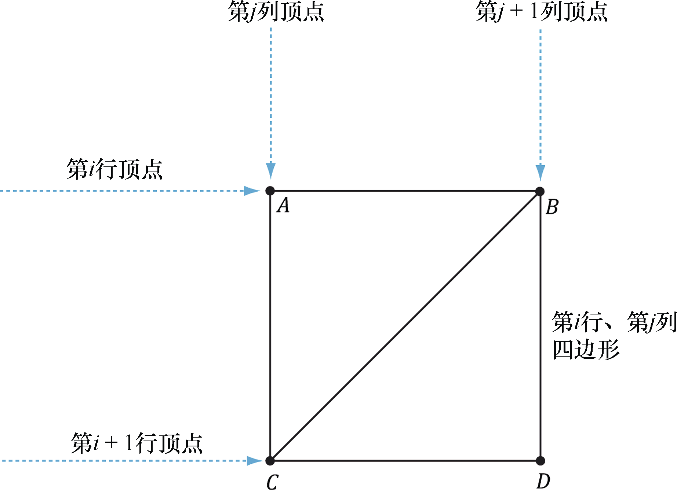 第j列顶点
第j + 1列顶点
第i行顶点
A
B
第i行、第j列
四边形
第i + 1行顶点
C
D